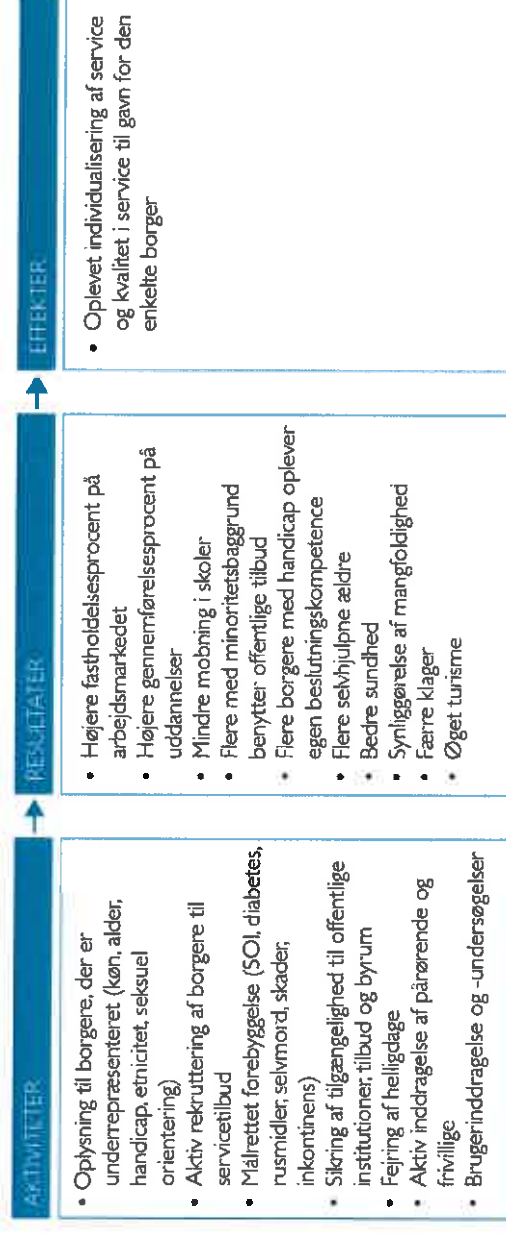 AKTIVITETER
• Oplysning til borgere, der er
underrepræsenteret (køn, alder,
handicap, etnicitet, seksuel
orientering)
• Aktiv rekruttering af borgere til
servicetilbud
• Målrettet forebyggelse (SOI, diabetes,
rusmidler, selvmord, skader,
inkontinens)
• Sikring af tilgængelighed til offentlige
institutioner, tilbud og byrum
• Fejring af helligdage
• Aktiv inddragelse af pårørende og
frivillige
• Brugerinddragelse og -undersøgelser
RESULTATER
• Højere fastholdelsesprocent på
arbejdsmarkedet
• Højere gennemførelsesprocent på
uddannelser
• Mindre mobning i skoler
• Flere med minoritetsbaggrund
benytter offentlige tilbud
• Flere borgere med handicap oplever
egen beslutningskompetence
• Flere selvhjulpne ældre
• Bedre sundhed
• Synliggørelse af mangfoldighed
• Færre klager
• Øget turisme
EFFEKTER
• Oplevet individualisering af service
og kvalitet i service til gavn for den
enkelte borger